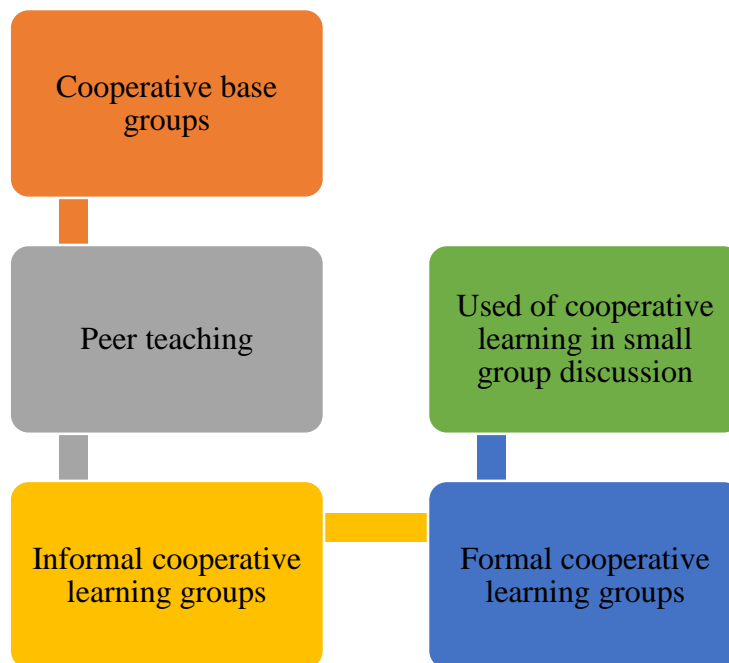 Cooperative base
groups
Peer teaching
Informal cooperative
learning groups
Formal cooperative
learning groups
Used of cooperative
learning in small
group discussion